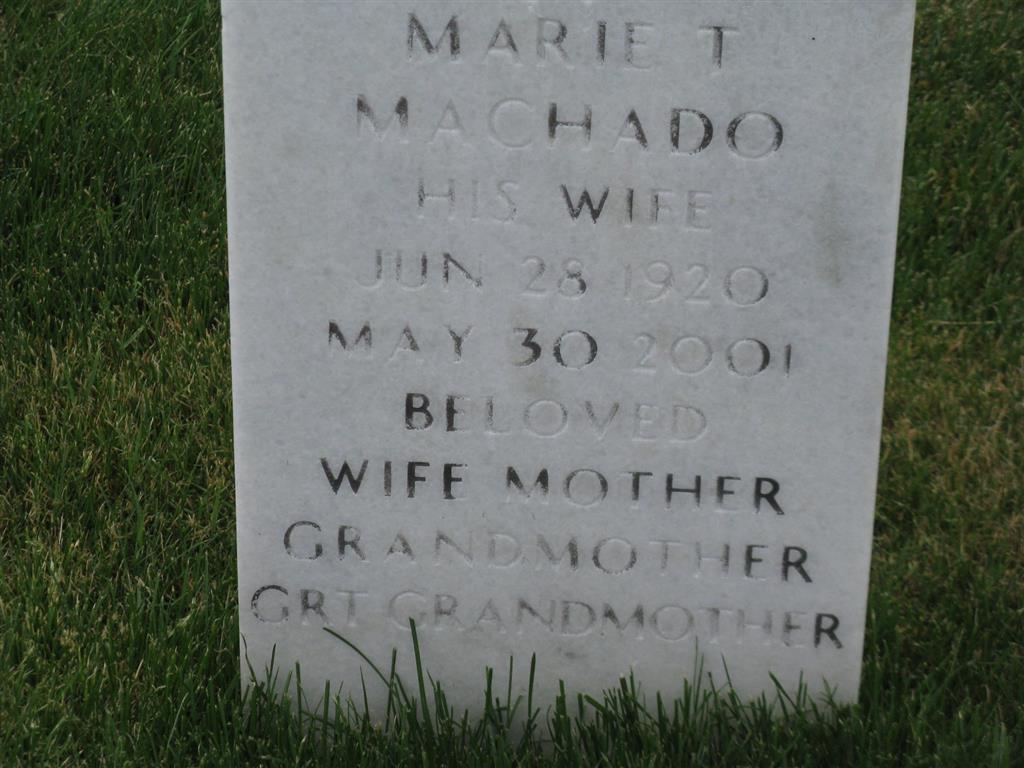 MARIE T
MACHADO
HIS WIFE
JUN 28 1920
MAY 30 2001
BELOVED
WIFE MOTHER
GRANDMOTHER
GRT GRANDMOTHER